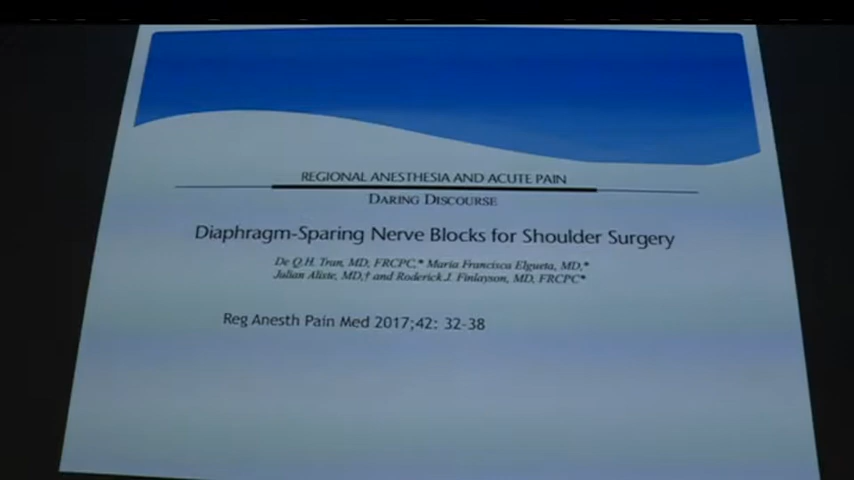 REGIONAL ANESTHESIA AND ACUTE PAIN
DARING DISCOURSE
Diaphragm-Sparing Nerve Blocks for Shoulder Surgery
De Q.H. Tran, MD, FRCPC,* Maria Francisca Elgueta, MD,*
Julian Aliste, MD,† and Roderick J. Finlayson, MD, FRCPC*
Reg Anesth Pain Med 2017;42: 32-38